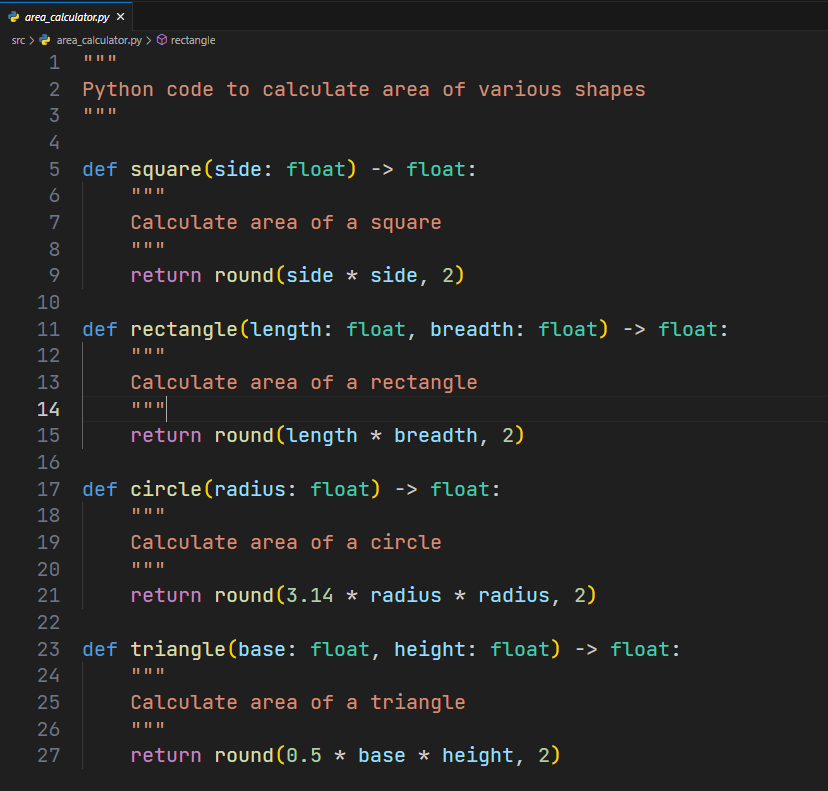 area_calculator.py ×
src > area_calculator.py > rectangle
1 """
2 Python code to calculate area of various shapes
3 """
4
5 def square(side: float) -> float:
6     """
7     Calculate area of a square
8     """
9     return round(side * side, 2)
10
11 def rectangle(length: float, breadth: float) -> float:
12     """
13     Calculate area of a rectangle
14     """
15     return round(length * breadth, 2)
16
17 def circle(radius: float) -> float:
18     """
19     Calculate area of a circle
20     """
21     return round(3.14 * radius * radius, 2)
22
23 def triangle(base: float, height: float) -> float:
24     """
25     Calculate area of a triangle
26     """
27     return round(0.5 * base * height, 2)